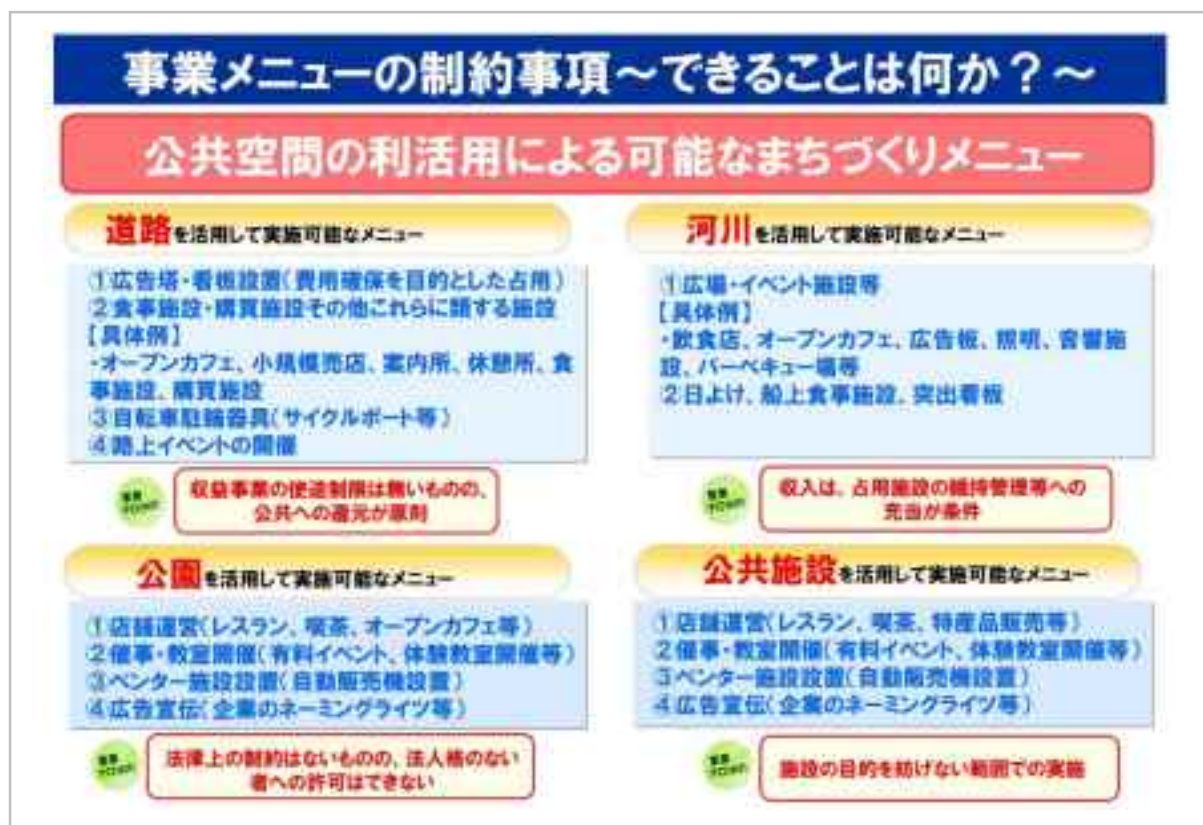 事業メニューの制約事項～できることは何か？～
公共空間の利活用による可能なまちづくりメニュー
道路を活用して実施可能なメニュー
①広告塔・看板設置(費用確保を目的とした占用)
②食事施設・購買施設その他これらに類する施設
【具体例】
・オープンカフェ、小規模売店、案内所、休憩所、食
事施設、購買施設
③自転車駐輪器具(サイクルポート等)
④路上イベントの開催
収益事業の使途制限は無いものの、
公共への還元が原則
河川を活用して実施可能なメニュー
①広場・イベント施設等
【具体例】
・飲食店、オープンカフェ、広告板、照明、音響施
設、バーベキュー場等
②日よけ、船上食事施設、突出看板
収入は、占用施設の維持管理等への
充当が条件
公園を活用して実施可能なメニュー
①店舗運営(レスラン、喫茶、オープンカフェ等)
②催事・教室開催(有料イベント、体験教室開催等)
③ベンター施設設置(自動販売機設置)
④広告宣伝(企業のネーミングライツ等)
法律上の制約はないものの、法人格のない
者への許可はできない
公共施設を活用して実施可能なメニュー
①店舗運営(レスラン、喫茶、特産品販売等)
②催事・教室開催(有料イベント、体験教室開催等)
③ベンター施設設置(自動販売機設置)
④広告宣伝(企業のネーミングライツ等)
施設の目的を妨げない範囲での実施